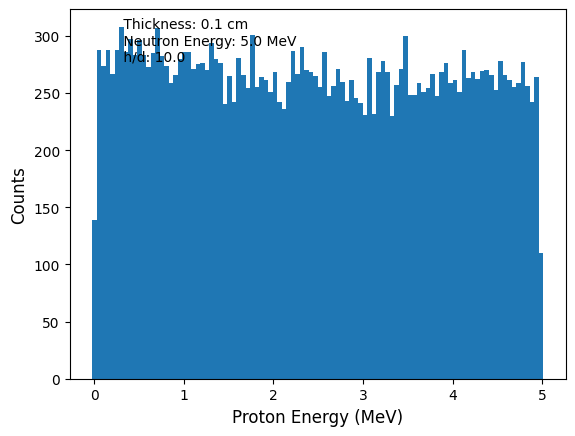 Thickness: 0.1 cm
Neutron Energy: 5.0 MeV
h/d: 10.0
300
250
200
150
100
50
0
Counts
0 1 2 3 4 5
Proton Energy (MeV)